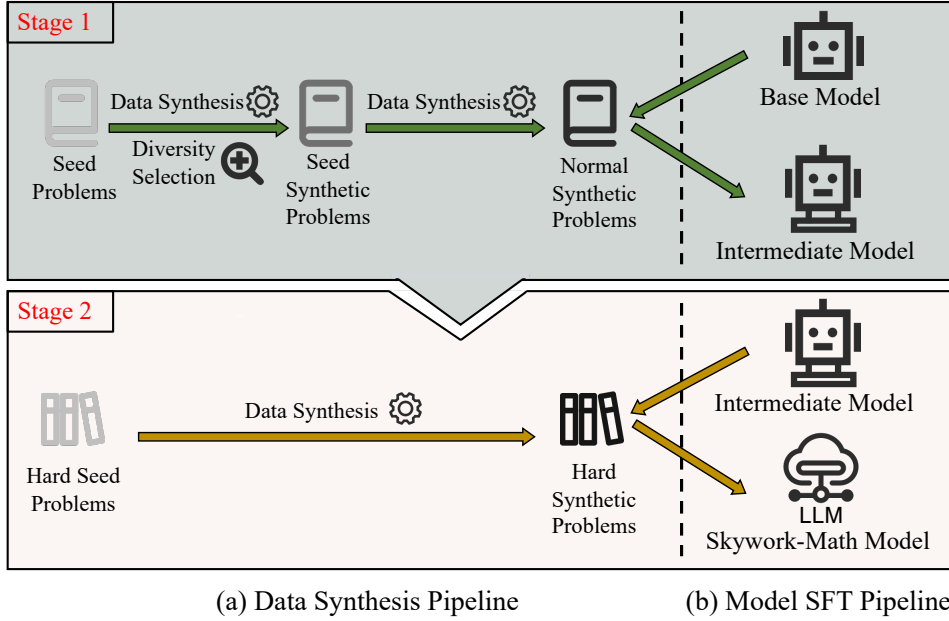 Stage 1
Data Synthesis
Data Synthesis
Diversity
Selection
Seed
Problems
Seed
Synthetic
Problems
Normal
Synthetic
Problems
Base Model
Intermediate Model
Stage 2
Data Synthesis
Hard Seed
Problems
Hard
Synthetic
Problems
Intermediate Model
LLM
Skywork-Math Model
(a) Data Synthesis Pipeline
(b) Model SFT Pipeline